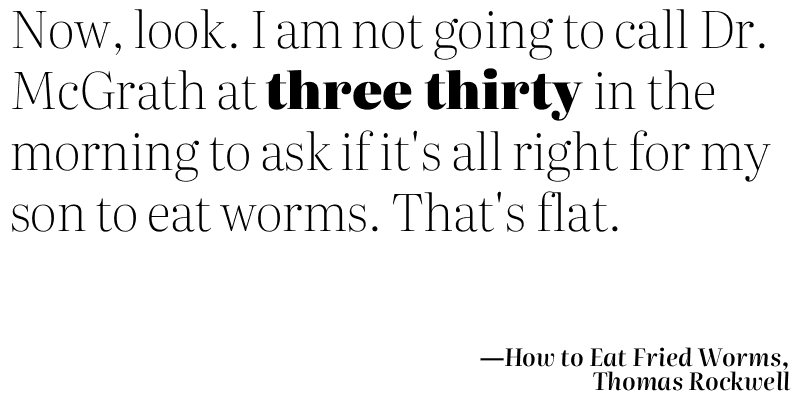 Now, look. I am not going to call Dr.
McGrath at three thirty in the
morning to ask if it's all right for my
son to eat worms. That's flat.
—How to Eat Fried Worms,
Thomas Rockwell